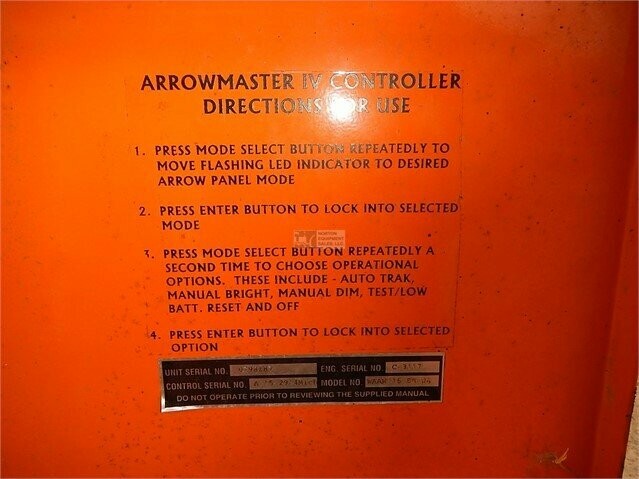 ARROWMASTER IV CONTROLLER
DIRECTIONS FOR USE
1. PRESS MODE SELECT BUTTON REPEATEDLY TO
MOVE FLASHING LED INDICATOR TO DESIRED
ARROW PANEL MODE
2. PRESS ENTER BUTTON TO LOCK INTO SELECTED
MODE
3. PRESS MODE SELECT BUTTON REPEATEDLY A
SECOND TIME TO CHOOSE OPERATIONAL
OPTIONS. THESE INCLUDE - AUTO TRAK,
MANUAL BRIGHT, MANUAL DIM, TEST/LOW
BATT. RESET AND OFF
4. PRESS ENTER BUTTON TO LOCK INTO SELECTED
OPTION
UNIT SERIAL NO. ENG. SERIAL NO.
CONTROL SERIAL NO. MODEL NO.
DO NOT OPERATE PRIOR TO REVIEWING THE SUPPLIED MANUAL